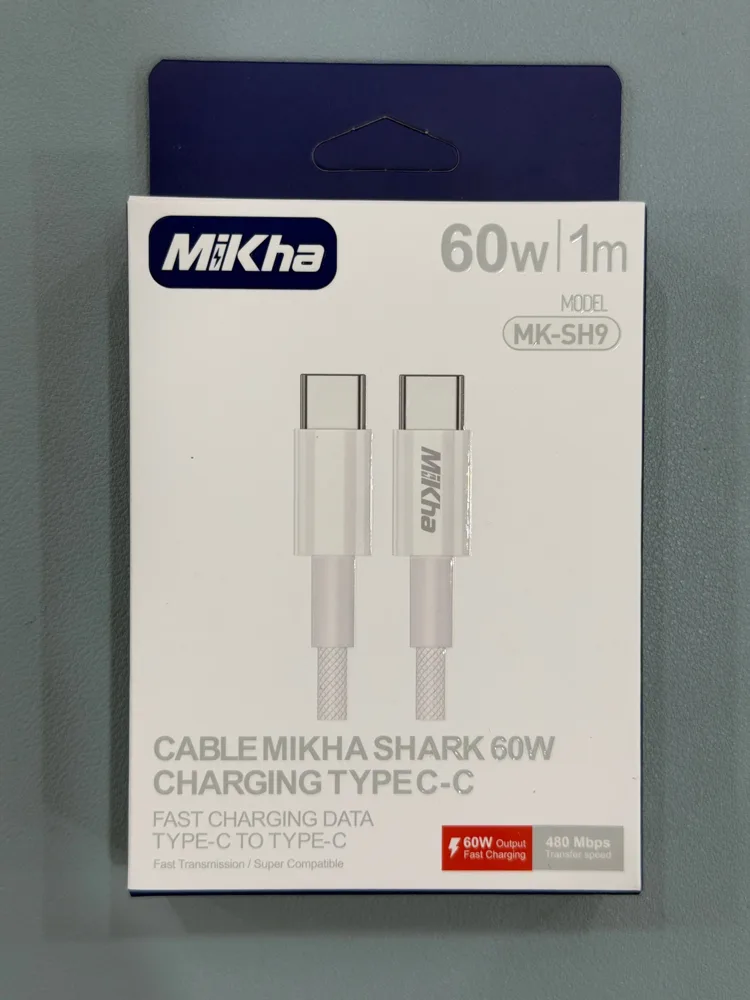 MiKha
60w|1m
MODEL
MK-SH9
MiKha
CABLE MIKHA SHARK 60W
CHARGING TYPE C-C
FAST CHARGING DATA
TYPE-C TO TYPE-C
Fast Transmission / Super Compatible
60W Output
Fast Charging
480 Mbps
Transfer speed